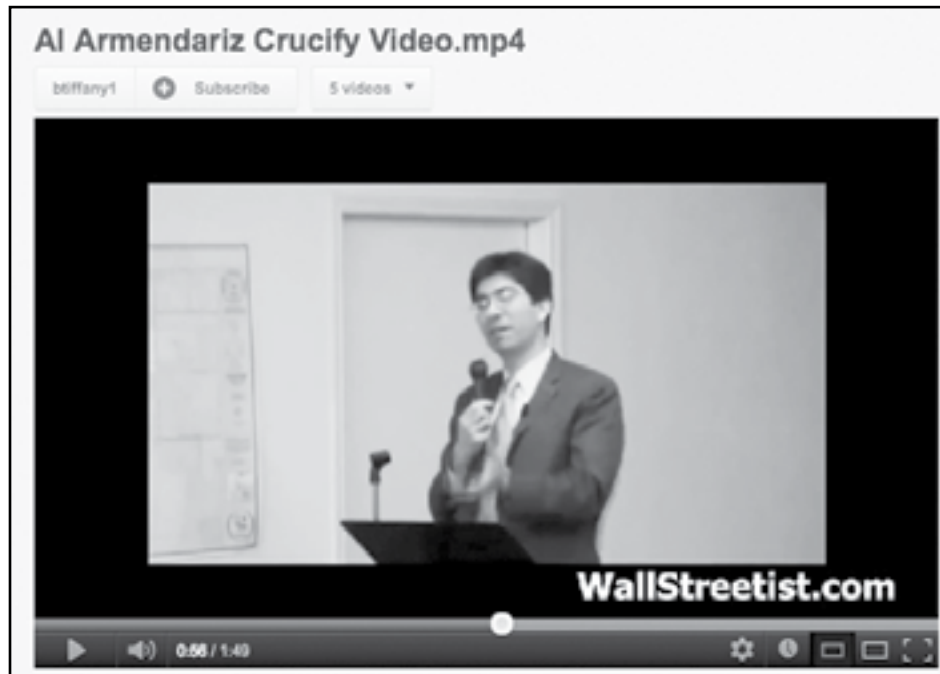 Al Armendariz Crucify Video.mp4
btiffany1 Subscribe 5 videos
WallStreetist.com
0:56 / 1:49